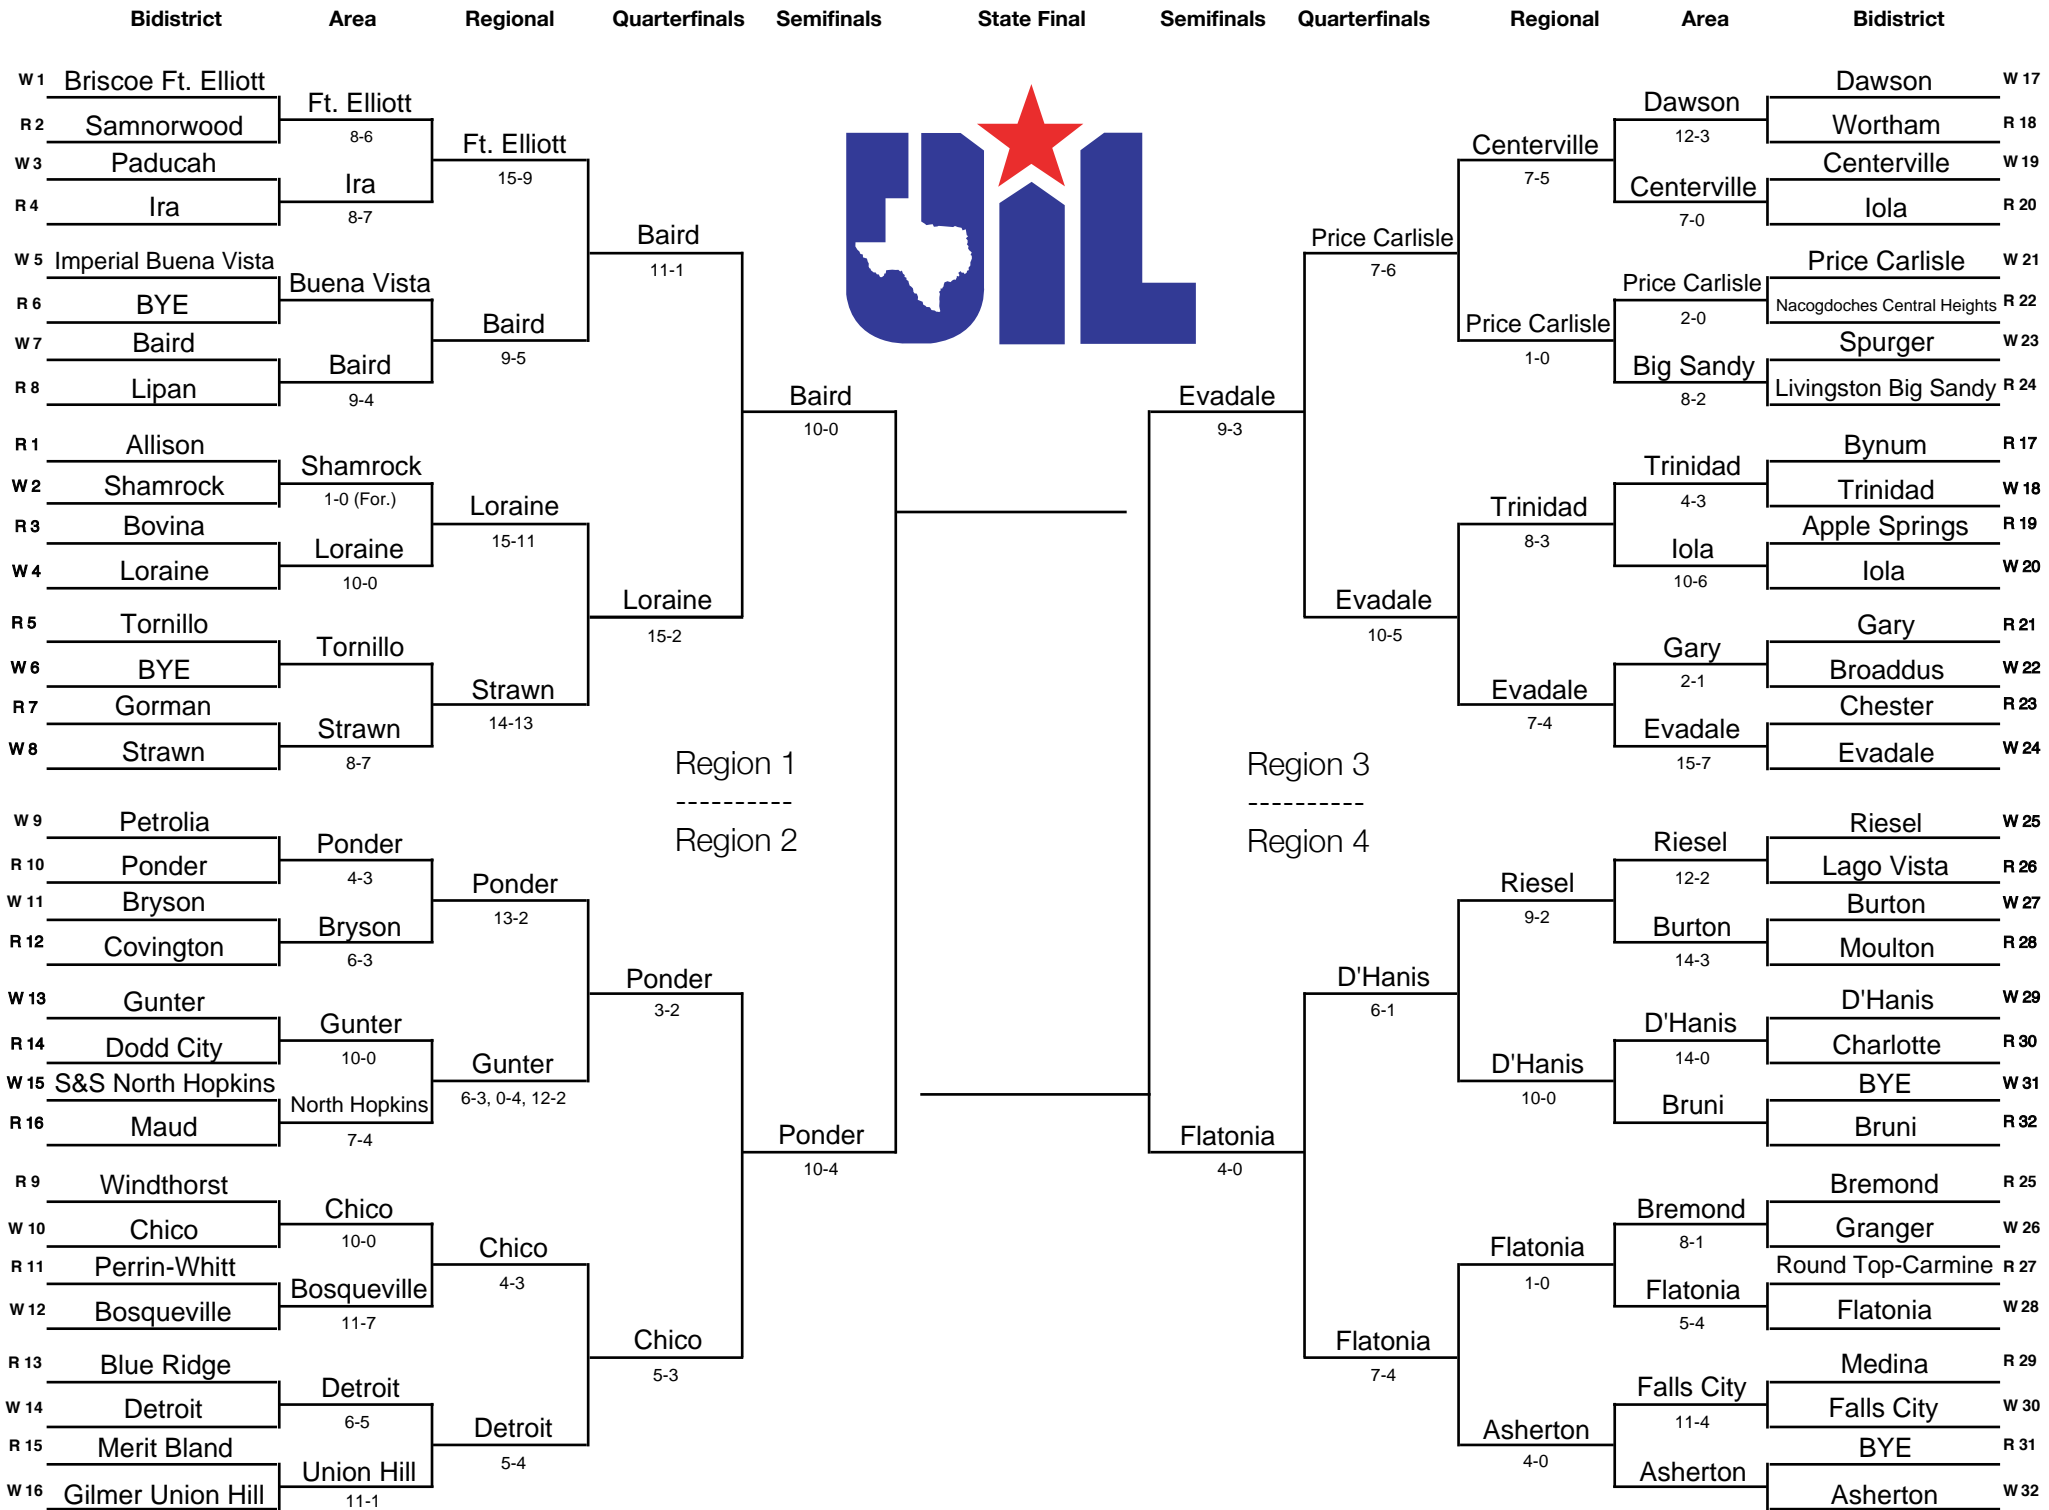 Bidistrict Area Regional Quarterfinals Semifinals State Final Semifinals Quarterfinals Regional Area Bidistrict
W 1 Briscoe Ft. Elliott
Ft. Elliott
8-6
R 2 Samnorwood
Ft. Elliott
15-9
W 3 Paducah
Ira
8-7
R 4 Ira
Baird
11-1
W 5 Imperial Buena Vista
Buena Vista
R 6 BYE
Baird
9-5
W 7 Baird
Baird
9-4
R 8 Lipan
Baird
10-0
R 1 Allison
Shamrock
1-0 (For.)
W 2 Shamrock
Loraine
15-11
R 3 Bovina
Loraine
10-0
W 4 Loraine
Loraine
15-2
R 5 Tornillo
Tornillo
W 6 BYE
Strawn
14-13
R 7 Gorman
Strawn
8-7
W 8 Strawn
Region 1
----------
Region 2
W 9 Petrolia
Ponder
4-3
R 10 Ponder
Ponder
13-2
W 11 Bryson
Bryson
6-3
R 12 Covington
Ponder
3-2
W 13 Gunter
Gunter
10-0
R 14 Dodd City
Gunter
6-3, 0-4, 12-2
W 15 S&S North Hopkins
North Hopkins
7-4
R 16 Maud
Ponder
10-4
R 9 Windthorst
Chico
10-0
W 10 Chico
Chico
4-3
R 11 Perrin-Whitt
Bosqueville
11-7
W 12 Bosqueville
Chico
5-3
R 13 Blue Ridge
Detroit
6-5
W 14 Detroit
Detroit
5-4
R 15 Merit Bland
Union Hill
11-1
W 16 Gilmer Union Hill
UIL
Dawson W 17
Dawson
12-3
Wortham R 18
Centerville
7-5
Centerville W 19
Centerville
7-0
Iola R 20
Price Carlisle
7-6
Price Carlisle W 21
Price Carlisle
2-0
Nacogdoches Central Heights R 22
Price Carlisle
1-0
Spurger W 23
Big Sandy
8-2
Livingston Big Sandy R 24
Evadale
9-3
Bynum R 17
Trinidad
4-3
Trinidad W 18
Trinidad
8-3
Apple Springs R 19
Iola
10-6
Iola W 20
Evadale
10-5
Gary R 21
Gary
2-1
Broaddus W 22
Evadale
7-4
Chester R 23
Evadale
15-7
Evadale W 24
Region 3
----------
Region 4
Riesel W 25
Riesel
12-2
Lago Vista R 26
Riesel
9-2
Burton W 27
Burton
14-3
Moulton R 28
D'Hanis
6-1
D'Hanis W 29
D'Hanis
14-0
Charlotte R 30
D'Hanis
10-0
BYE W 31
Bruni
Bruni R 32
Flatonia
4-0
Bremond R 25
Bremond
8-1
Granger W 26
Flatonia
1-0
Round Top-Carmine R 27
Flatonia
5-4
Flatonia W 28
Flatonia
7-4
Medina R 29
Falls City
11-4
Falls City W 30
Asherton
4-0
BYE R 31
Asherton
Asherton W 32